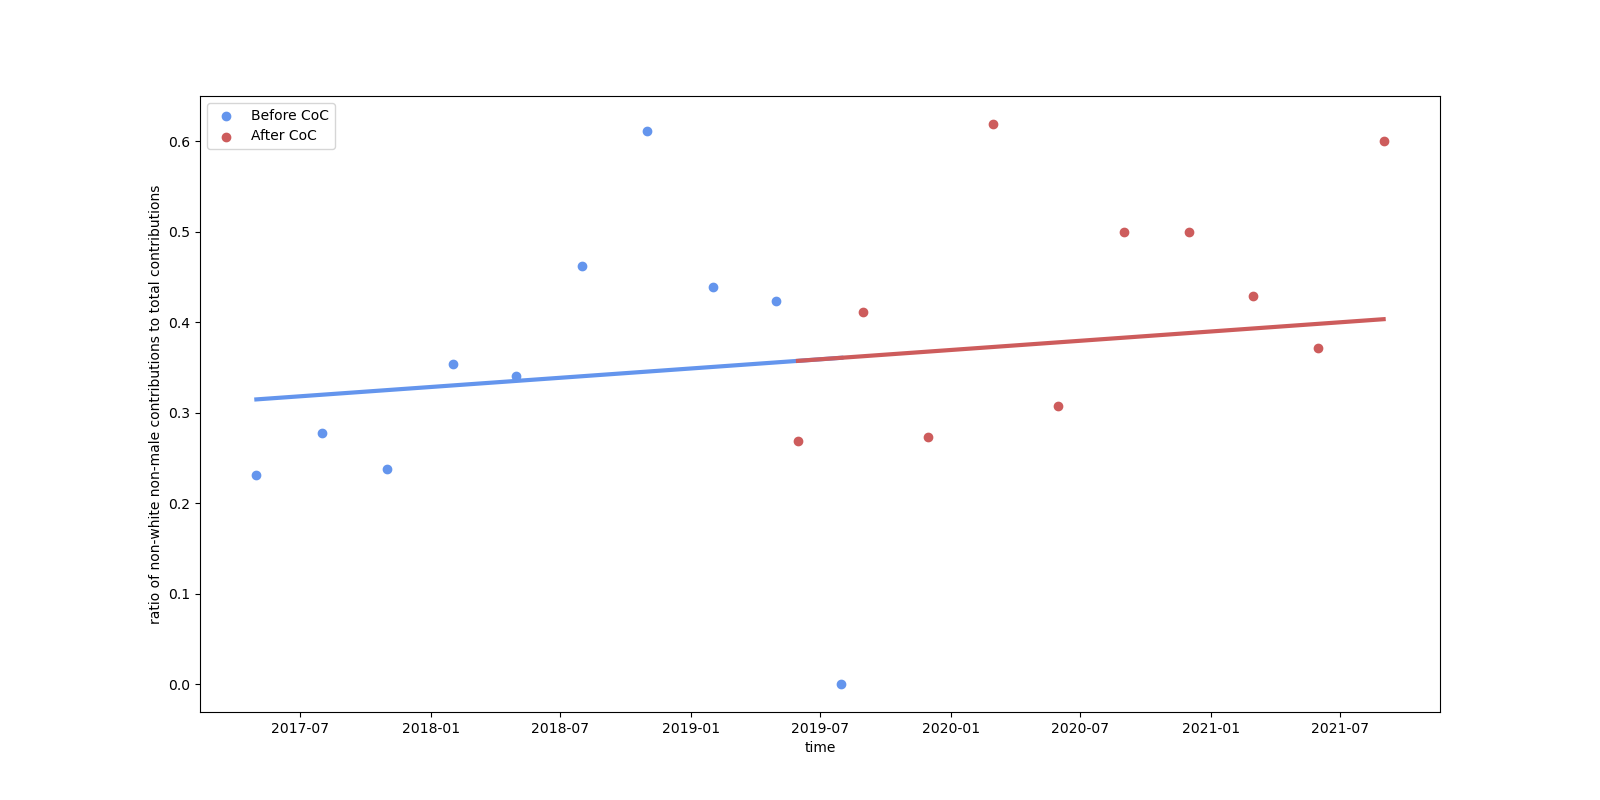 Before CoC
After CoC
ratio of non-white non-male contributions to total contributions
0.6
0.5
0.4
0.3
0.2
0.1
0.0
2017-07 2018-01 2018-07 2019-01 2019-07 2020-01 2020-07 2021-01 2021-07
time